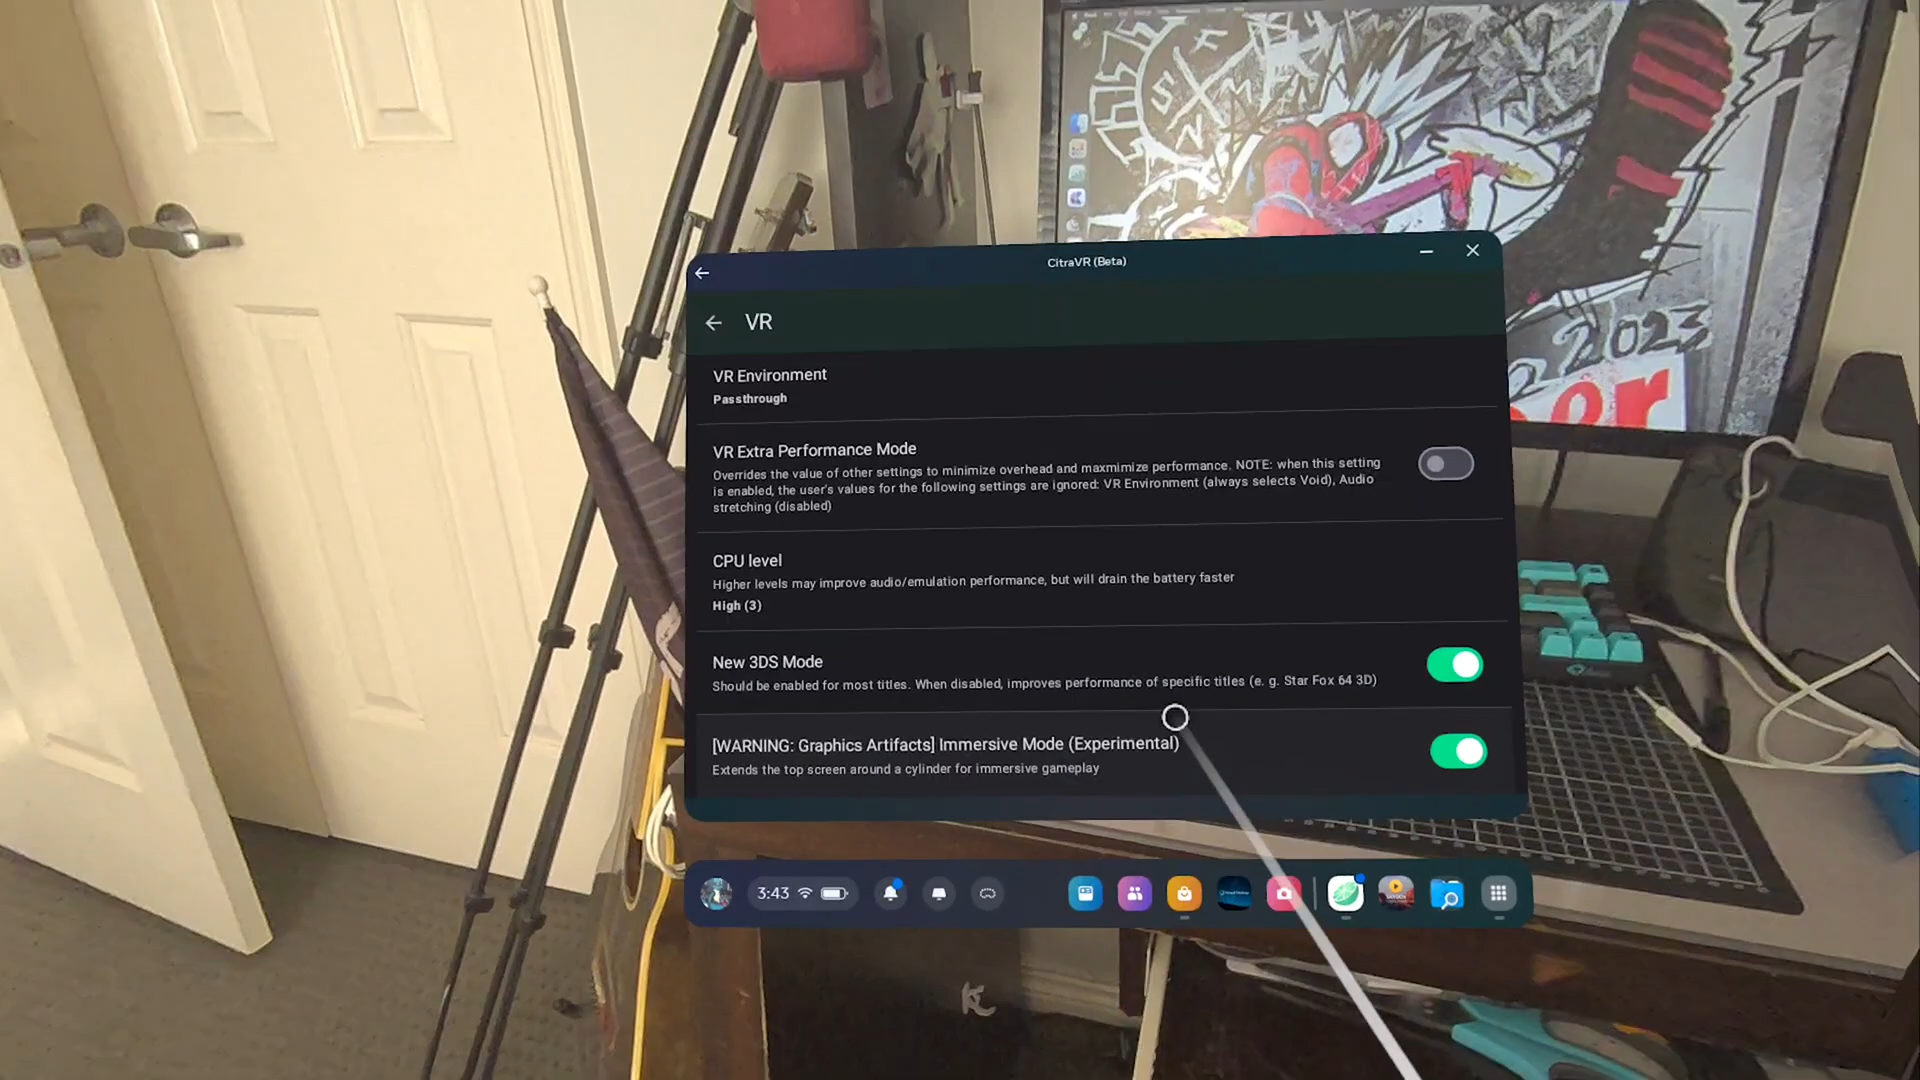 CitraVR (Beta)
VR
VR Environment
Passthrough
VR Extra Performance Mode
Overrides the value of other settings to minimize overhead and maxmimize performance. NOTE: when this setting
is enabled, the user's values for the following settings are ignored: VR Environment (always selects Void), Audio
stretching (disabled)
CPU level
Higher levels may improve audio/emulation performance, but will drain the battery faster
High (3)
New 3DS Mode
Should be enabled for most titles. When disabled, improves performance of specific titles (e. g. Star Fox 64 3D)
[WARNING: Graphics Artifacts] Immersive Mode (Experimental)
Extends the top screen around a cylinder for immersive gameplay
3:43
2023